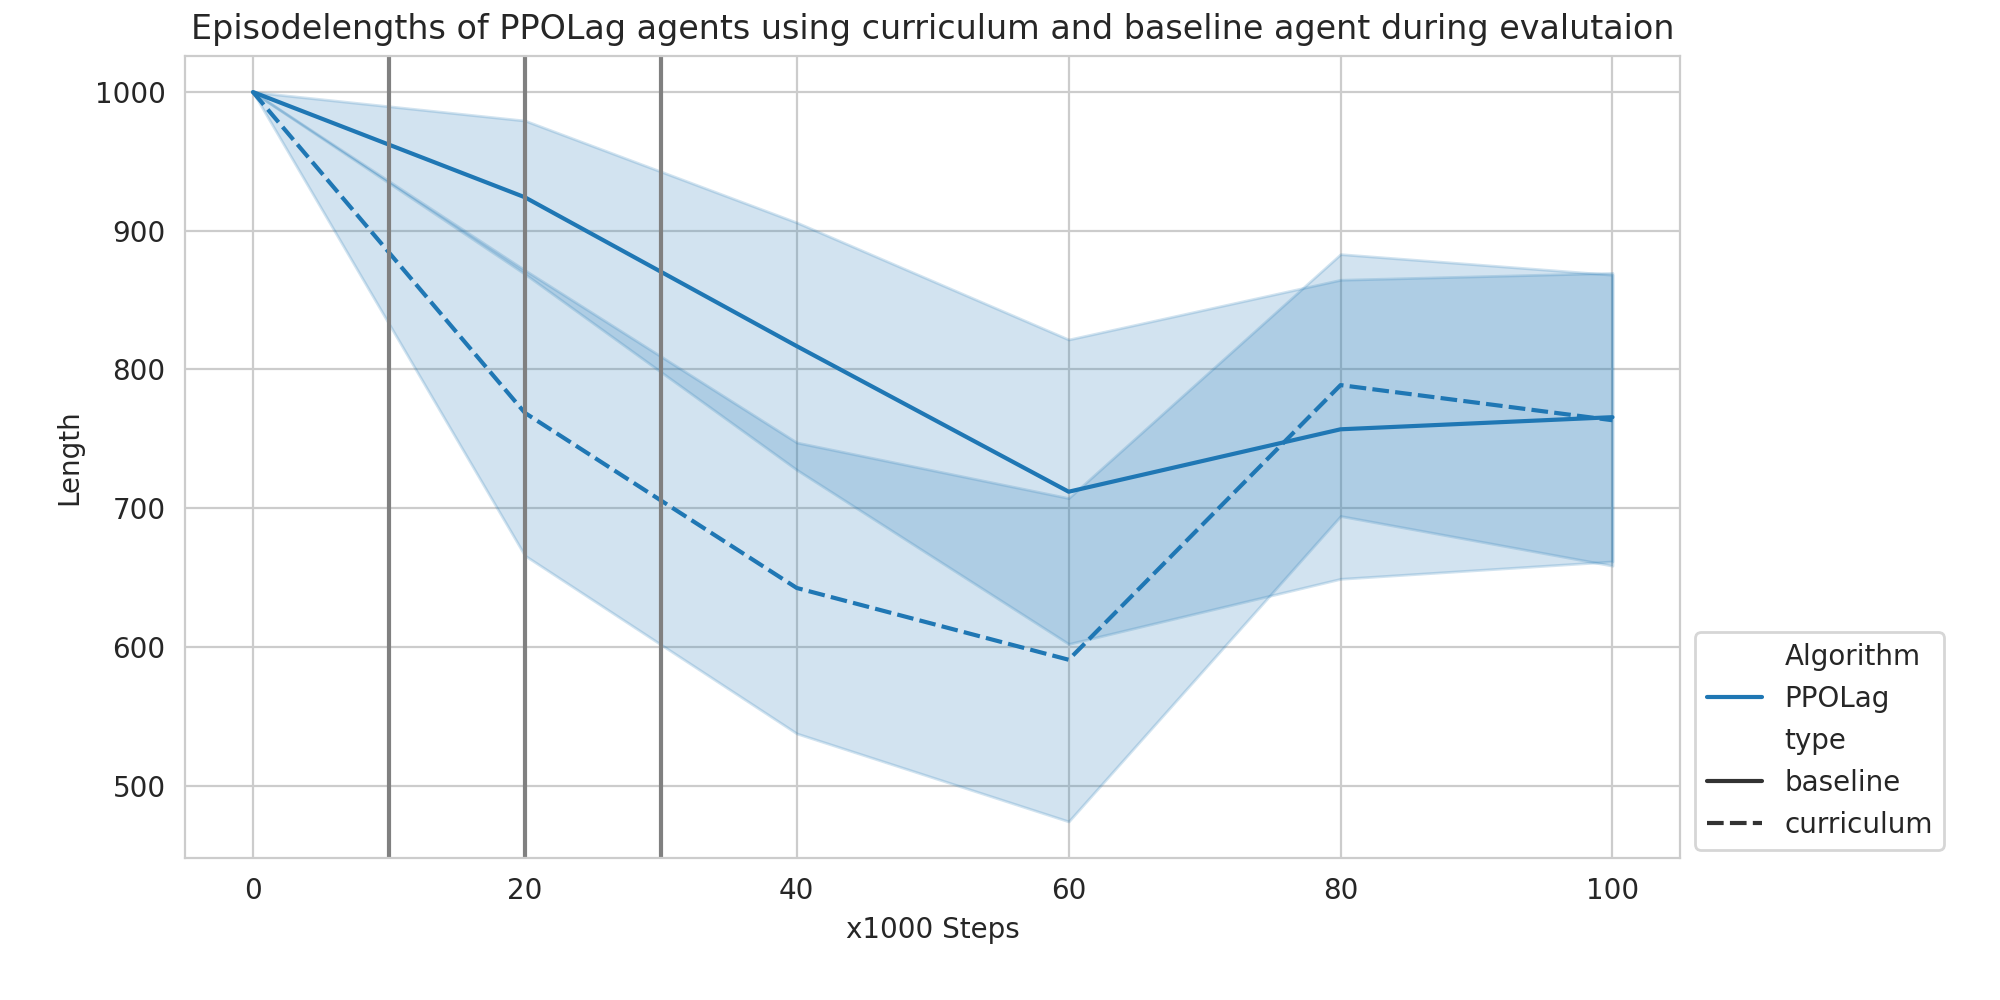 Episodelengths of PPOLag agents using curriculum and baseline agent during evalutaion
1000
900
800
700
600
500
Length
0 20 40 60 80 100
x1000 Steps
Algorithm
PPOLag
type
baseline
curriculum